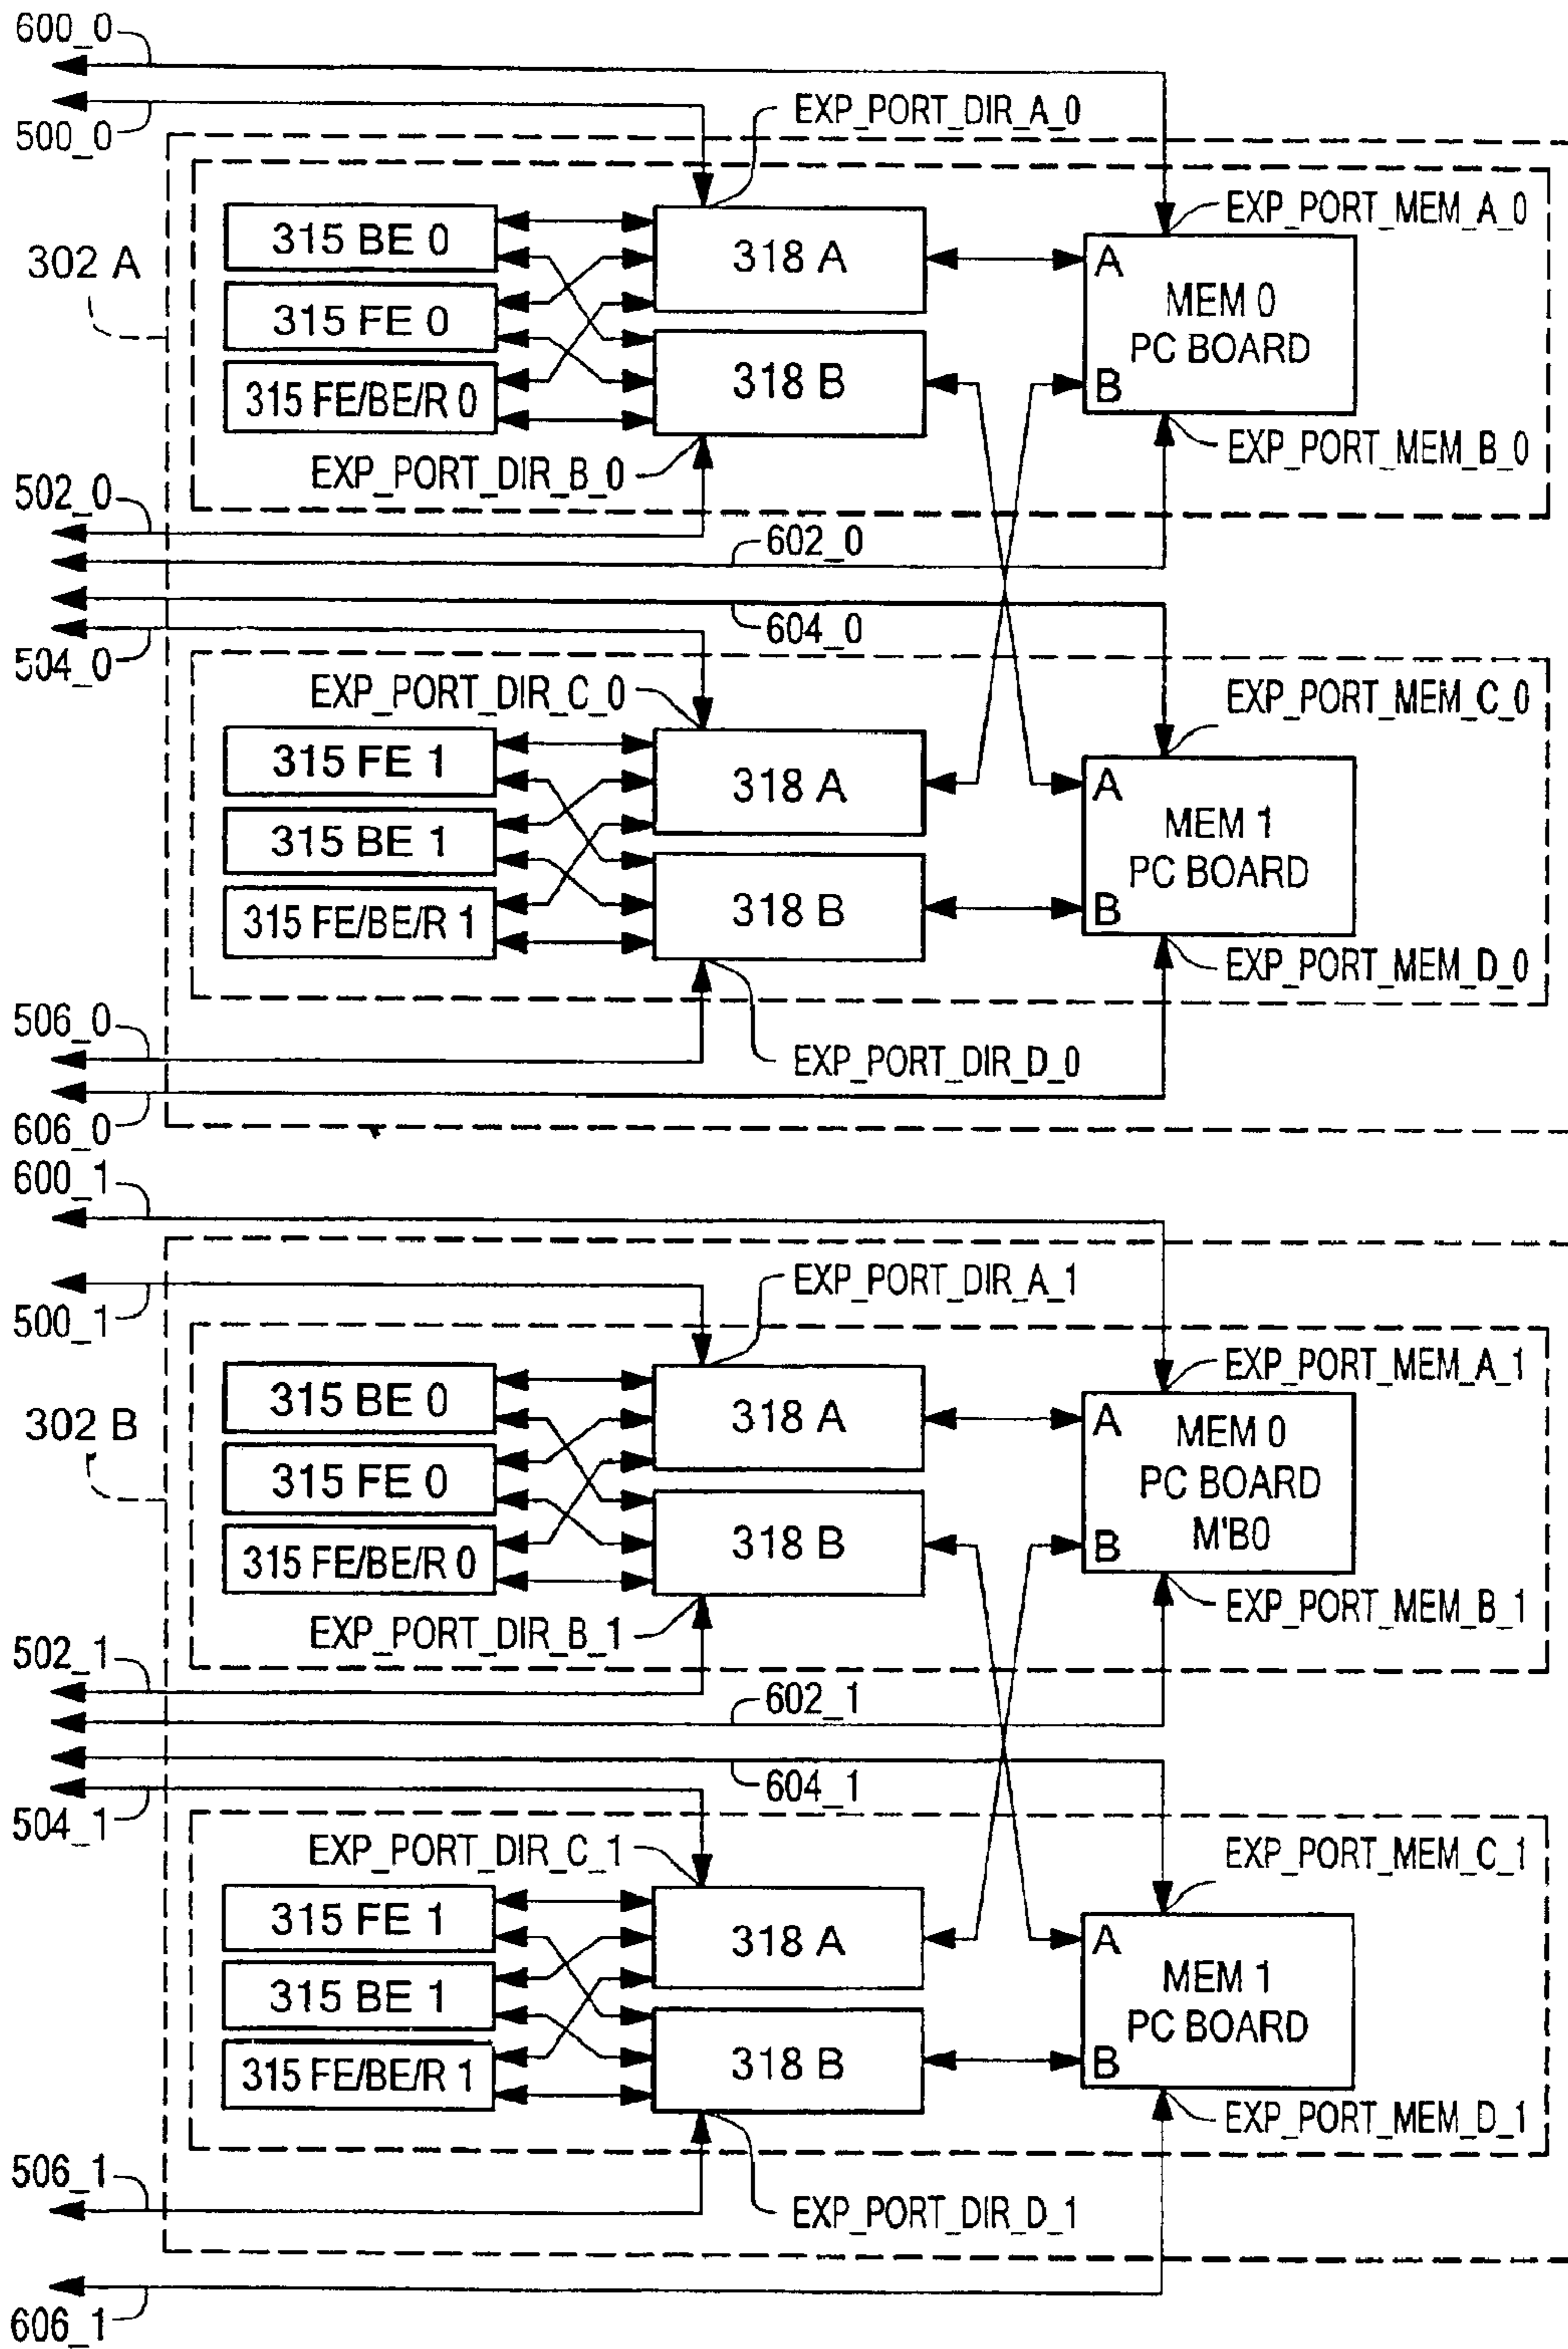 600_0
500_0
EXP_PORT_DIR_A_0
EXP_PORT_MEM_A_0
302 A
315 BE 0
315 FE 0
315 FE/BE/R 0
318 A
318 B
A
MEM 0
PC BOARD
B
EXP_PORT_MEM_B_0
EXP_PORT_DIR_B_0
502_0
602_0
604_0
504_0
EXP_PORT_DIR_C_0
EXP_PORT_MEM_C_0
315 FE 1
315 BE 1
315 FE/BE/R 1
318 A
318 B
A
MEM 1
PC BOARD
B
EXP_PORT_MEM_D_0
506_0
EXP_PORT_DIR_D_0
606_0
600_1
500_1
EXP_PORT_DIR_A_1
EXP_PORT_MEM_A_1
302 B
315 BE 0
315 FE 0
315 FE/BE/R 0
318 A
318 B
A
MEM 0
PC BOARD
M'B0
B
EXP_PORT_MEM_B_1
EXP_PORT_DIR_B_1
502_1
602_1
604_1
504_1
EXP_PORT_DIR_C_1
EXP_PORT_MEM_C_1
315 FE 1
315 BE 1
315 FE/BE/R 1
318 A
318 B
A
MEM 1
PC BOARD
B
EXP_PORT_MEM_D_1
506_1
EXP_PORT_DIR_D_1
606_1